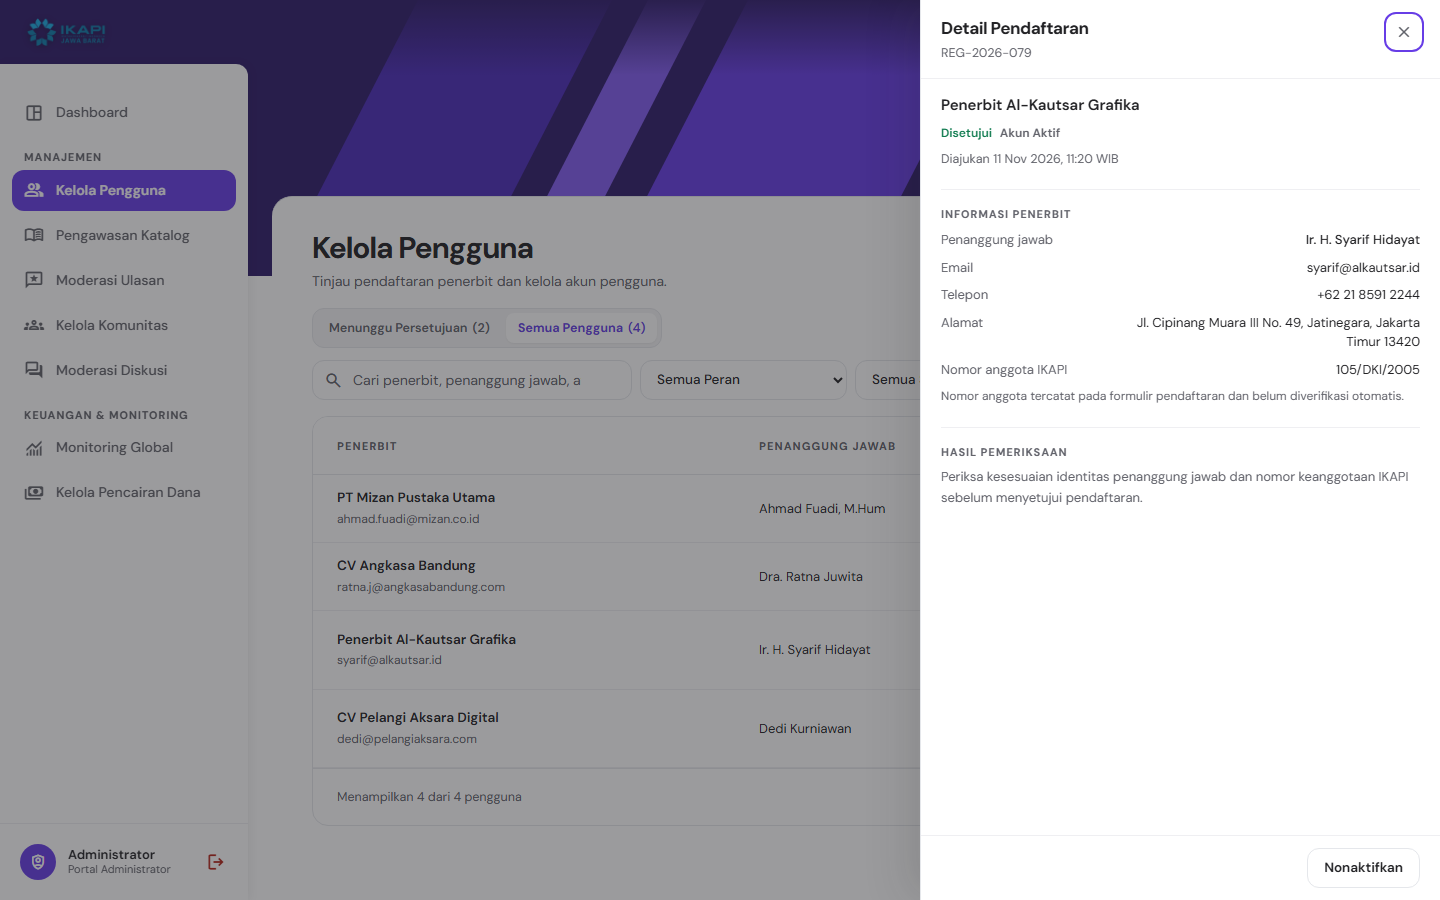 IKAPI
JAWA BARAT
Dashboard
MANAJEMEN
Kelola Pengguna
Pengawasan Katalog
Moderasi Ulasan
Kelola Komunitas
Moderasi Diskusi
KEUANGAN & MONITORING
Monitoring Global
Kelola Pencairan Dana
Administrator
Portal Administrator
Kelola Pengguna
Tinjau pendaftaran penerbit dan kelola akun pengguna.
Menunggu Persetujuan (2) Semua Pengguna (4)
Cari penerbit, penanggung jawab, a Semua Peran Semua
PENERBIT PENANGGUNG JAWAB
PT Mizan Pustaka Utama
ahmad.fuadi@mizan.co.id
Ahmad Fuadi, M.Hum
CV Angkasa Bandung
ratna.j@angkasabandung.com
Dra. Ratna Juwita
Penerbit Al-Kautsar Grafika
syarif@alkautsar.id
Ir. H. Syarif Hidayat
CV Pelangi Aksara Digital
dedi@pelangiaksara.com
Dedi Kurniawan
Menampilkan 4 dari 4 pengguna
Detail Pendaftaran
REG-2026-079
Penerbit Al-Kautsar Grafika
Disetujui Akun Aktif
Diajukan 11 Nov 2026, 11:20 WIB
INFORMASI PENERBIT
Penanggung jawab Ir. H. Syarif Hidayat
Email syarif@alkautsar.id
Telepon +62 21 8591 2244
Alamat Jl. Cipinang Muara III No. 49, Jatinegara, Jakarta
Timur 13420
Nomor anggota IKAPI 105/DKI/2005
Nomor anggota tercatat pada formulir pendaftaran dan belum diverifikasi otomatis.
HASIL PEMERIKSAAN
Periksa kesesuaian identitas penanggung jawab dan nomor keanggotaan IKAPI
sebelum menyetujui pendaftaran.
Nonaktifkan